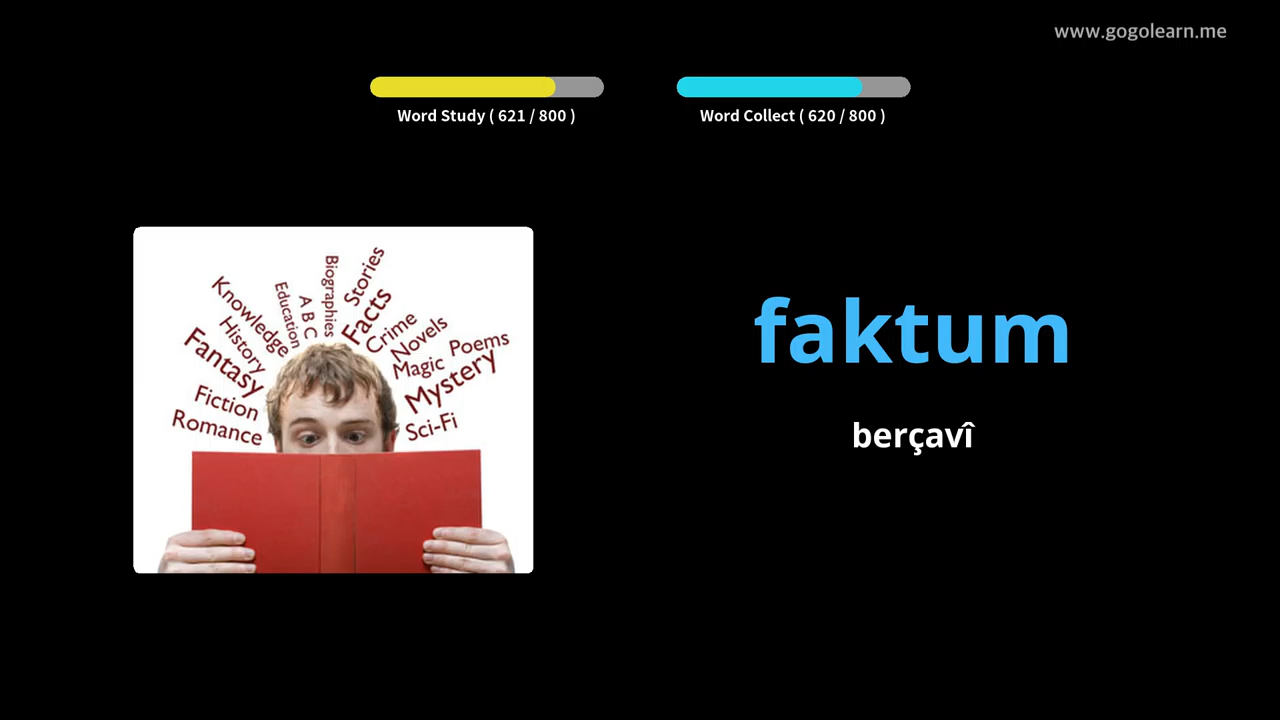 www.gogolearn.me
Word Study ( 621 / 800 )
Word Collect ( 620 / 800 )
Knowledge
History
Fantasy
Fiction
Romance
Education
A B C
Biographies
Stories
Facts
Crime
Novels
Magic
Poems
Mystery
Sci-Fi
faktum
berçavî